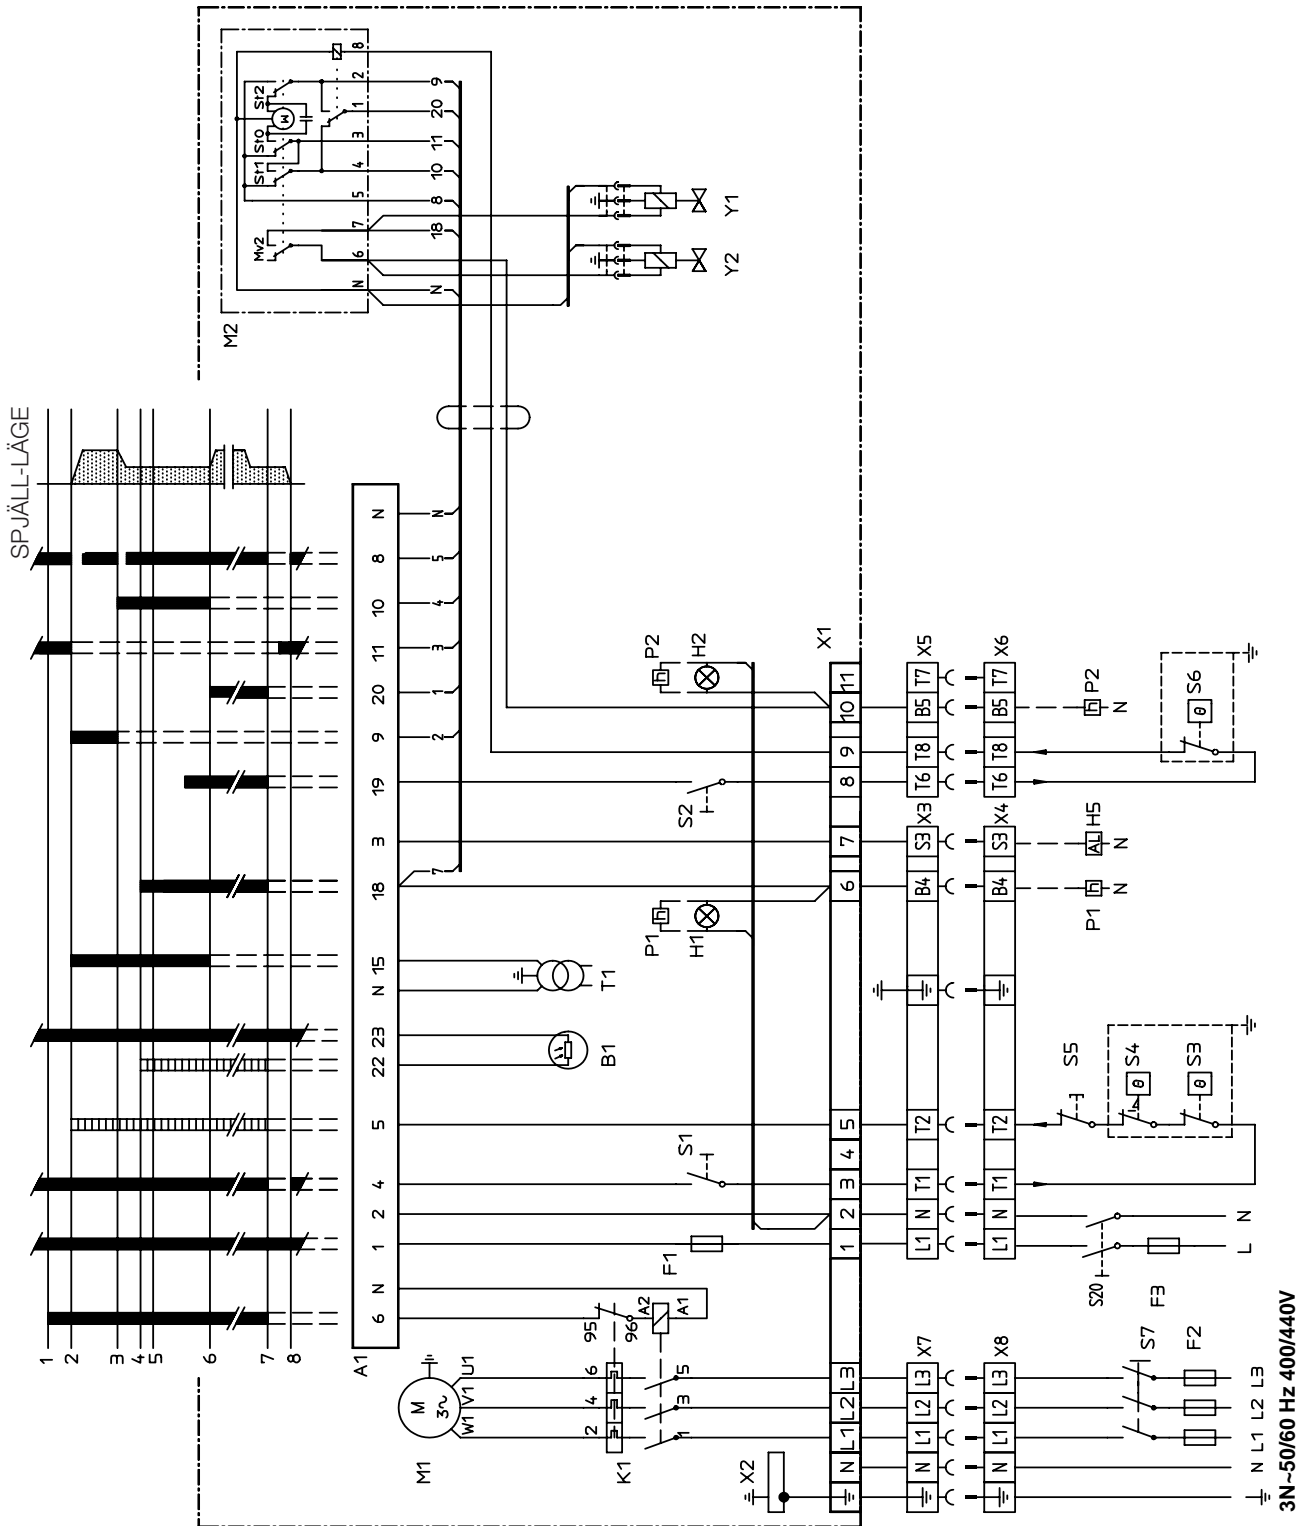 SPJÄLL-LÄGE
1
2
3
4
5
6
7
8
M2
Mv2 St1 St0 St2
M
N 6 7 5 4 3 1 2 8
N 18 8 10 11 20 9
Y2 Y1
A1
6 N 1 2 4 5 22 23 N 15 18 3 19 9 20 11 10 8 N
7 2 1 3 4 5 N
M1
M
3~
W1 V1 U1
K1
2 4 6
1 3 5
95
96
A2
A1
F1
S1
B1
T1
P1
H1
S2
P2
H2
X2
X1
N L1 L2 L3 1 2 3 4 5 6 7 8 9 10 11
X7
N L1 L2 L3
L1 N T1 T2
X3
B4 S3
X5
T6 T8 B5 T7
X8
N L1 L2 L3
L1 N T1 T2
X4
B4 S3
X6
T6 T8 B5 T7
S7
F2
S20
F3
S5
S4
θ
S3
θ
P1
h
N
AL
H5
N
h
P2
N
S6
θ
N L1 L2 L3
L N
3N~50/60 Hz 400/440V